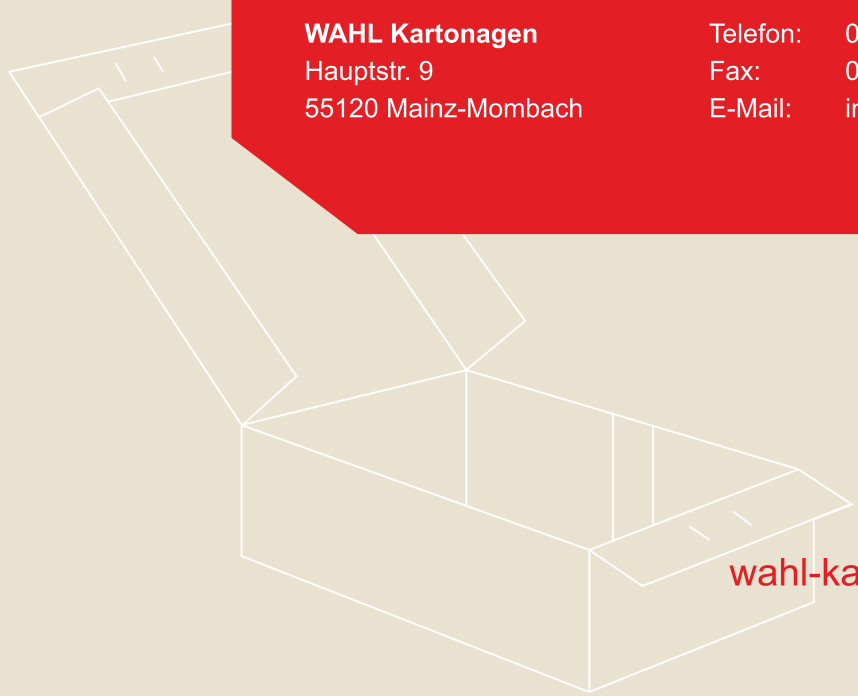 WAHL Kartonagen
Hauptstr. 9
55120 Mainz-Mombach
Telefon: 0
Fax: 0
E-Mail:
wahl-ka